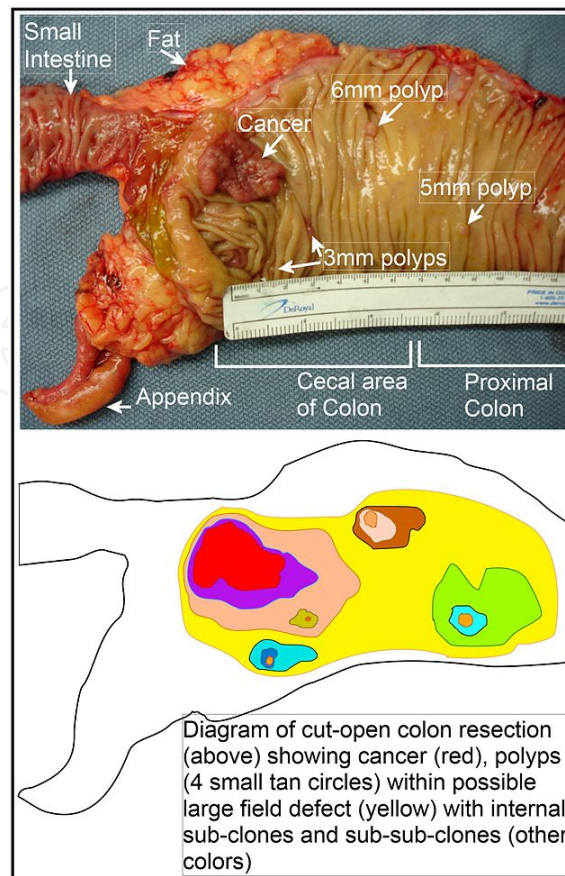 Small
Intestine
Fat
6mm polyp
Cancer
5mm polyp
3mm polyps
DeRoyal
Appendix
Cecal area
of Colon
Proximal
Colon
Diagram of cut-open colon resection
(above) showing cancer (red), polyps
(4 small tan circles) within possible
large field defect (yellow) with internal
sub-clones and sub-sub-clones (other
colors)